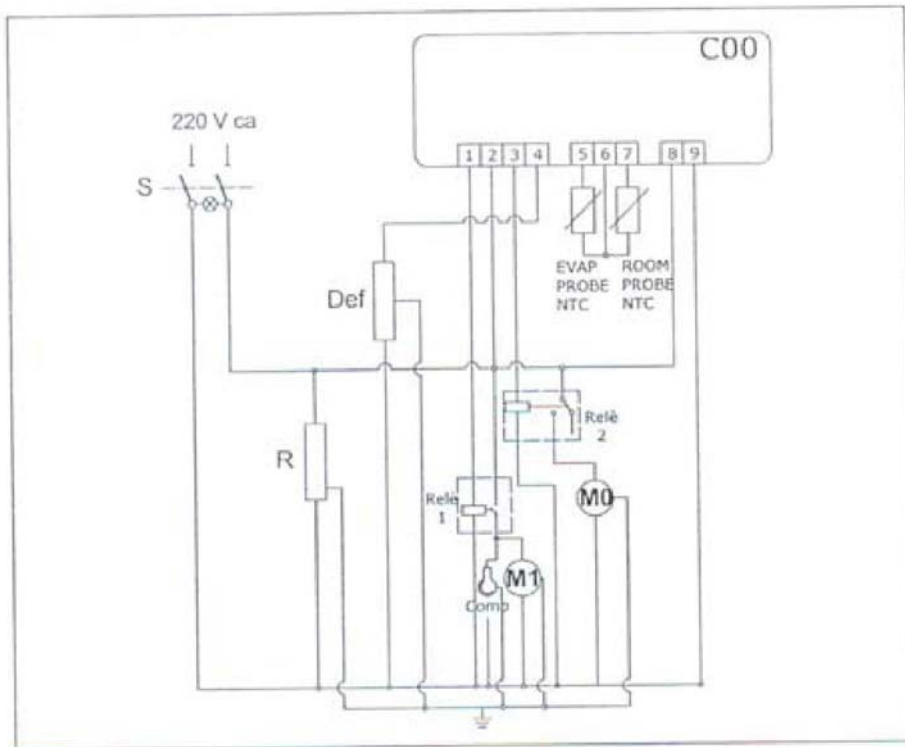 C00
220 V ca
1 2 3 4 5 6 7 8 9
S
EVAP PROBE NTC
ROOM PROBE NTC
Def
Relè 2
R
M0
Relè 1
M1
Comp